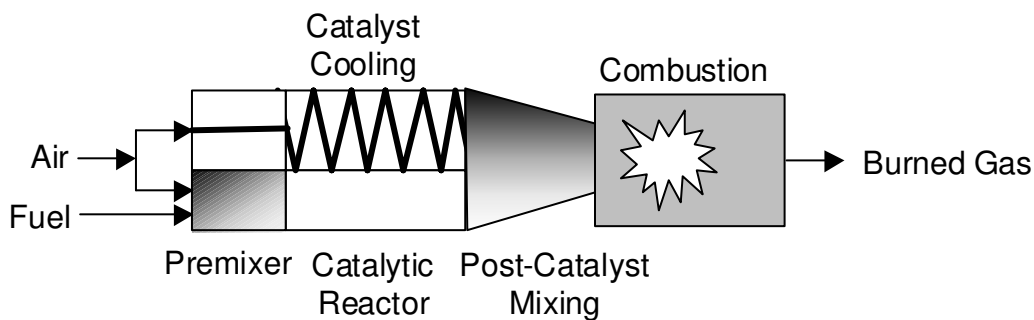 Catalyst
Cooling
Combustion
Air
Fuel
Burned Gas
Premixer
Catalytic
Reactor
Post-Catalyst
Mixing